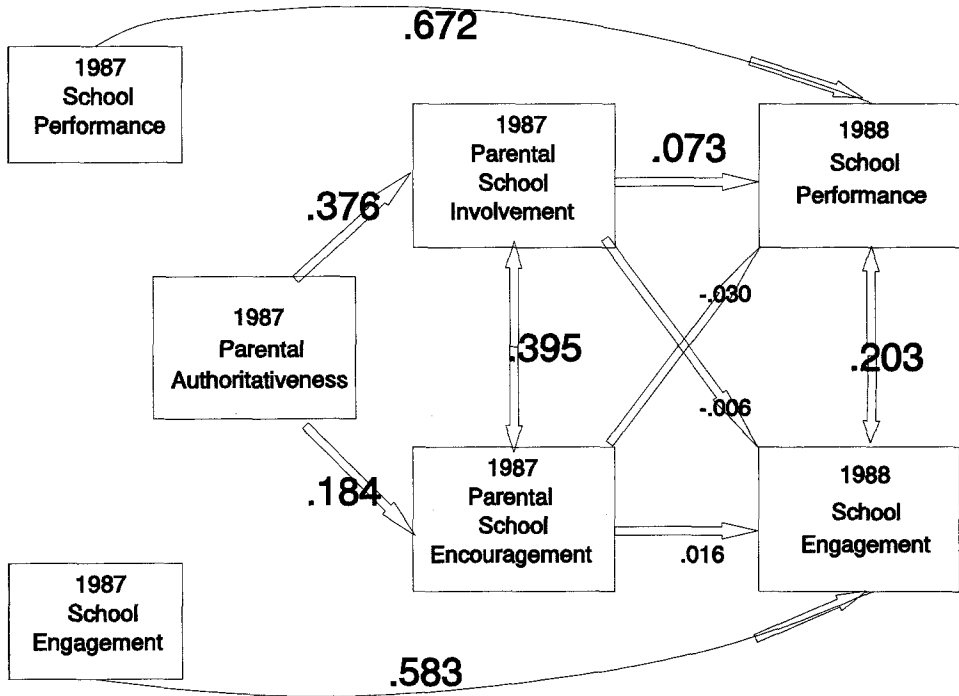 .672
1987
School
Performance
1987
Parental
School
Involvement
.073
1988
School
Performance
.376
-.030
1987
Parental
Authoritativeness
.395
.203
-.006
.184
1987
Parental
School
Encouragement
.016
1988
School
Engagement
1987
School
Engagement
.583